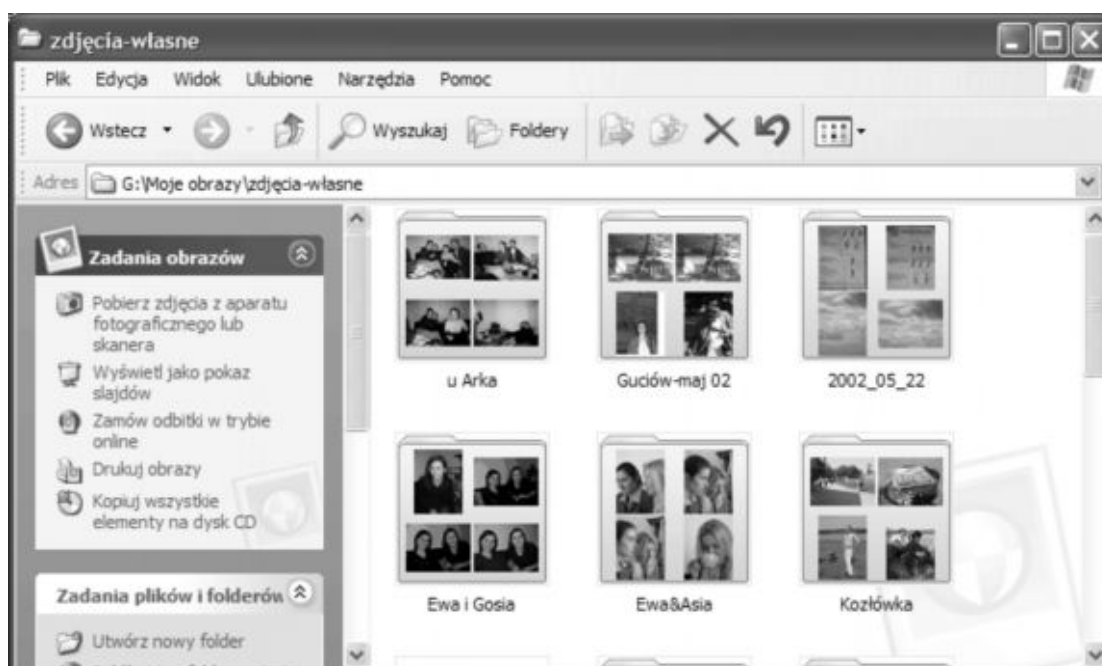 zdjęcia-własne
Plik Edycja Widok Ulubione Narzędzia Pomoc
Wstecz Wyszukaj Foldery
Adres G:\Moje obrazy\zdjęcia-własne
Zadania obrazów
Pobierz zdjęcia z aparatu
fotograficznego lub
skanera
Wyświetl jako pokaz
slajdów
Zamów odbitki w trybie
online
Drukuj obrazy
Kopiuj wszystkie
elementy na dysk CD
Zadania plików i folderów
Utwórz nowy folder
u Arka Guciów-maj 02 2002_05_22
Ewa i Gosia Ewa&Asia Kozłówka